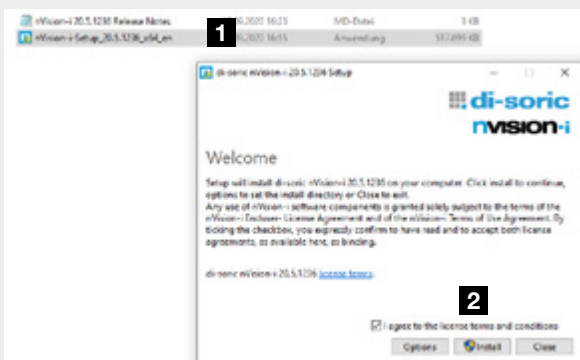 nVision-i 20.5.1236 Release Notes 16:23 MD-Datei 3 KB
nVision-i-Setup_20.5.1236_x64_en 16:15 Anwendung
1
di-soric nVision-i 20.5.1236 Setup
di-soric
nvision-i
Welcome
Setup will install di-soric nVision-i 20.5.1236 on your computer. Click install to continue,
options to set the install directory or Close to exit.
Any use of nVision-i software components is granted solely subject to the terms of the
nVision-i Enduser- License Agreement and of the nVision-i Terms of Use Agreement. By
ticking the checkbox, you expressly confirm to have read and to accept both license
agreements, as available here, as binding.
di-soric nVision-i 20.5.1236 license terms.
2
I agree to the license terms and conditions
Options Install Close